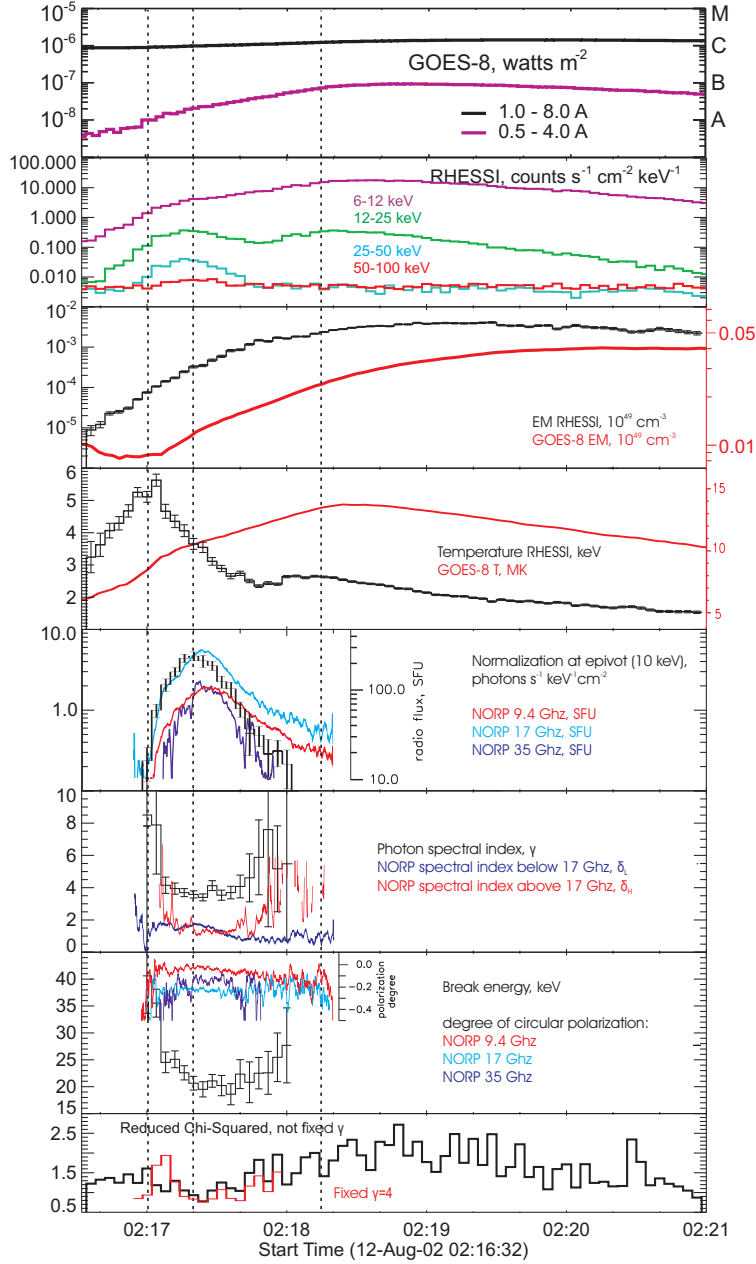 10⁻⁵
M
10⁻⁶
C
GOES-8, watts m⁻²
10⁻⁷
B
1.0 - 8.0 A
10⁻⁸
A
0.5 - 4.0 A
100.000
RHESSI, counts s⁻¹ cm⁻² keV⁻¹
10.000
6-12 keV
1.000
12-25 keV
0.100
25-50 keV
0.010
50-100 keV
10⁻²
0.05
10⁻³
10⁻⁴
EM RHESSI, 10⁴⁹ cm⁻³
10⁻⁵
GOES-8 EM, 10⁴⁹ cm⁻³
0.01
6
15
5
4
Temperature RHESSI, keV
10
3
GOES-8 T, MK
2
5
10.0
Normalization at epivot (10 keV),
photons s⁻¹ keV⁻¹cm⁻²
100.0
radio flux, SFU
1.0
NORP 9.4 Ghz, SFU
NORP 17 Ghz, SFU
NORP 35 Ghz, SFU
10.0
10
8
Photon spectral index, γ
6
NORP spectral index below 17 Ghz, δL
4
NORP spectral index above 17 Ghz, δH
2
0
40
0.0
-0.2
-0.4
polarization
degree
Break energy, keV
35
degree of circular polarization:
30
NORP 9.4 Ghz
25
NORP 17 Ghz
20
NORP 35 Ghz
15
Reduced Chi-Squared, not fixed γ
2.5
1.5
Fixed γ=4
0.5
02:17
02:18
02:19
02:20
02:21
Start Time (12-Aug-02 02:16:32)